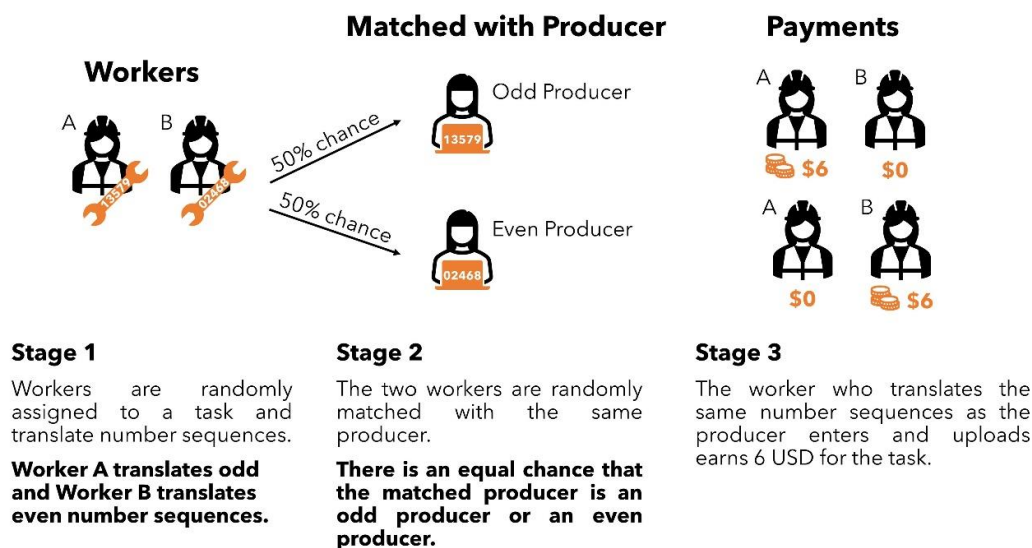 Workers
A B
13579 02468
50% chance
50% chance
Matched with Producer
Odd Producer
13579
Even Producer
02468
Payments
A B
$6 $0
A B
$0 $6
Stage 1
Workers are randomly
assigned to a task and
translate number sequences.
Worker A translates odd
and Worker B translates
even number sequences.
Stage 2
The two workers are randomly
matched with the same
producer.
There is an equal chance that
the matched producer is an
odd producer or an even
producer.
Stage 3
The worker who translates the
same number sequences as the
producer enters and uploads
earns 6 USD for the task.